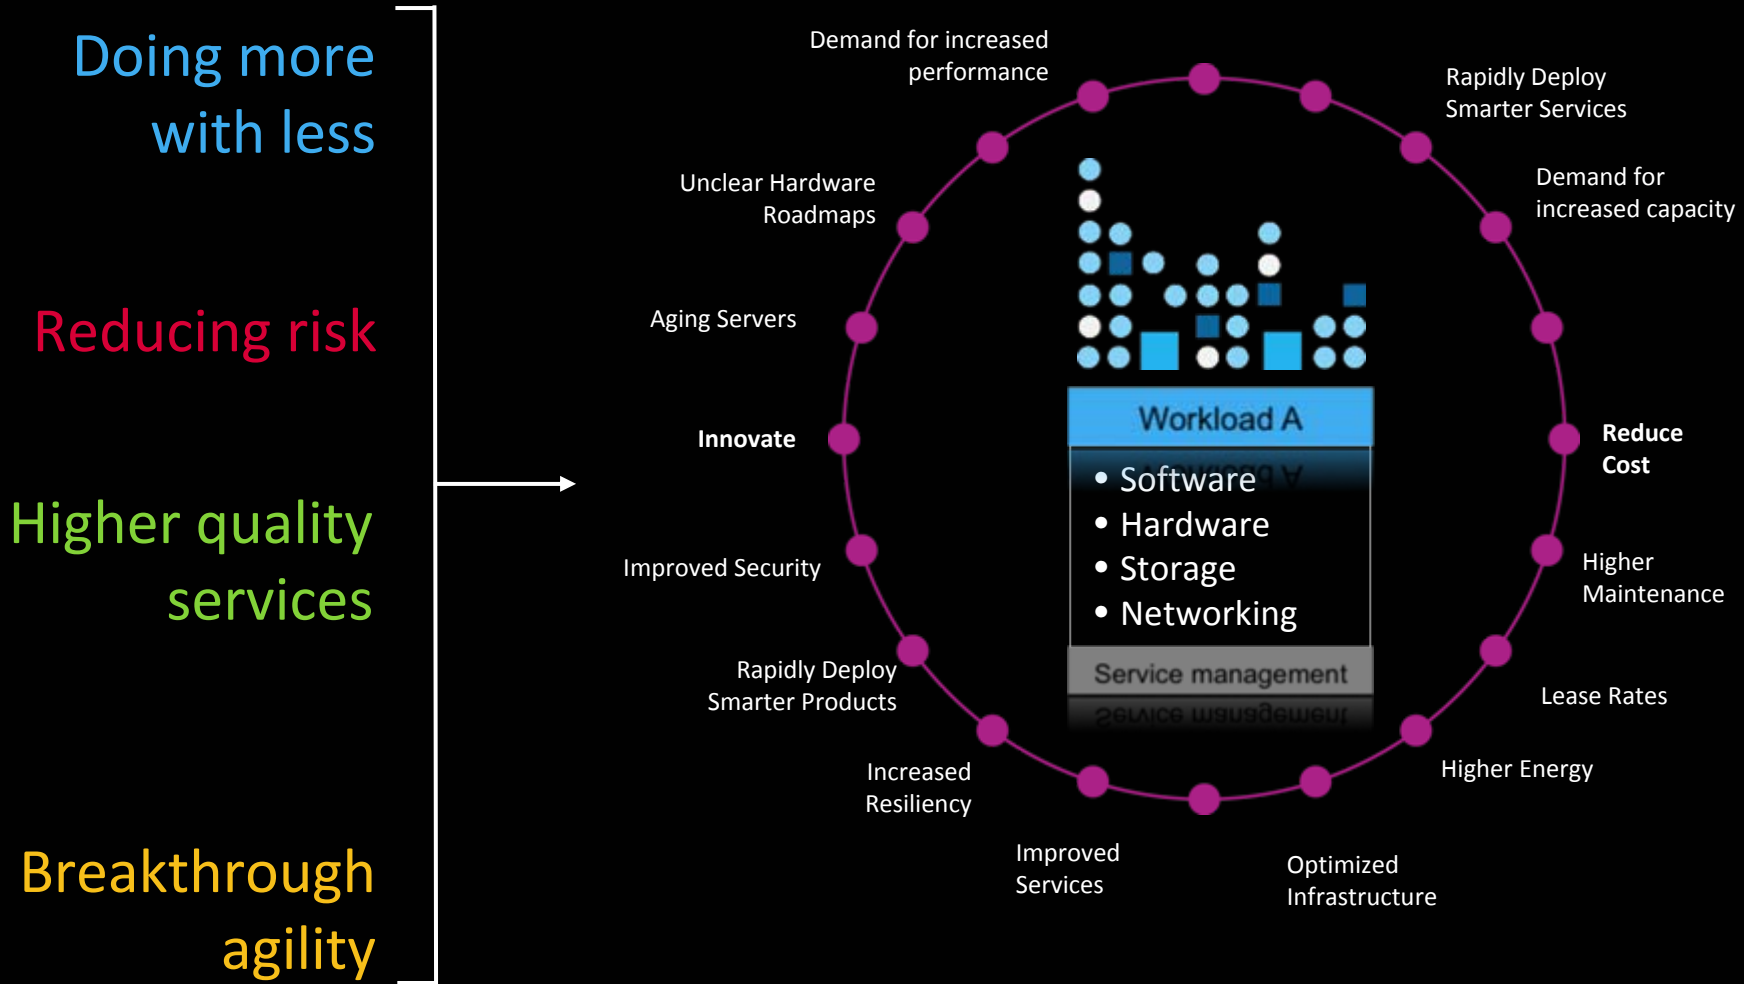 Doing more
with less
Reducing risk
Higher quality
services
Breakthrough
agility
Demand for increased
performance
Unclear Hardware
Roadmaps
Aging Servers
Innovate
Improved Security
Rapidly Deploy
Smarter Products
Increased
Resiliency
Improved
Services
Rapidly Deploy
Smarter Services
Demand for
increased capacity
Reduce
Cost
Higher
Maintenance
Lease Rates
Higher Energy
Optimized
Infrastructure
Workload A
• Software
• Hardware
• Storage
• Networking
Service management